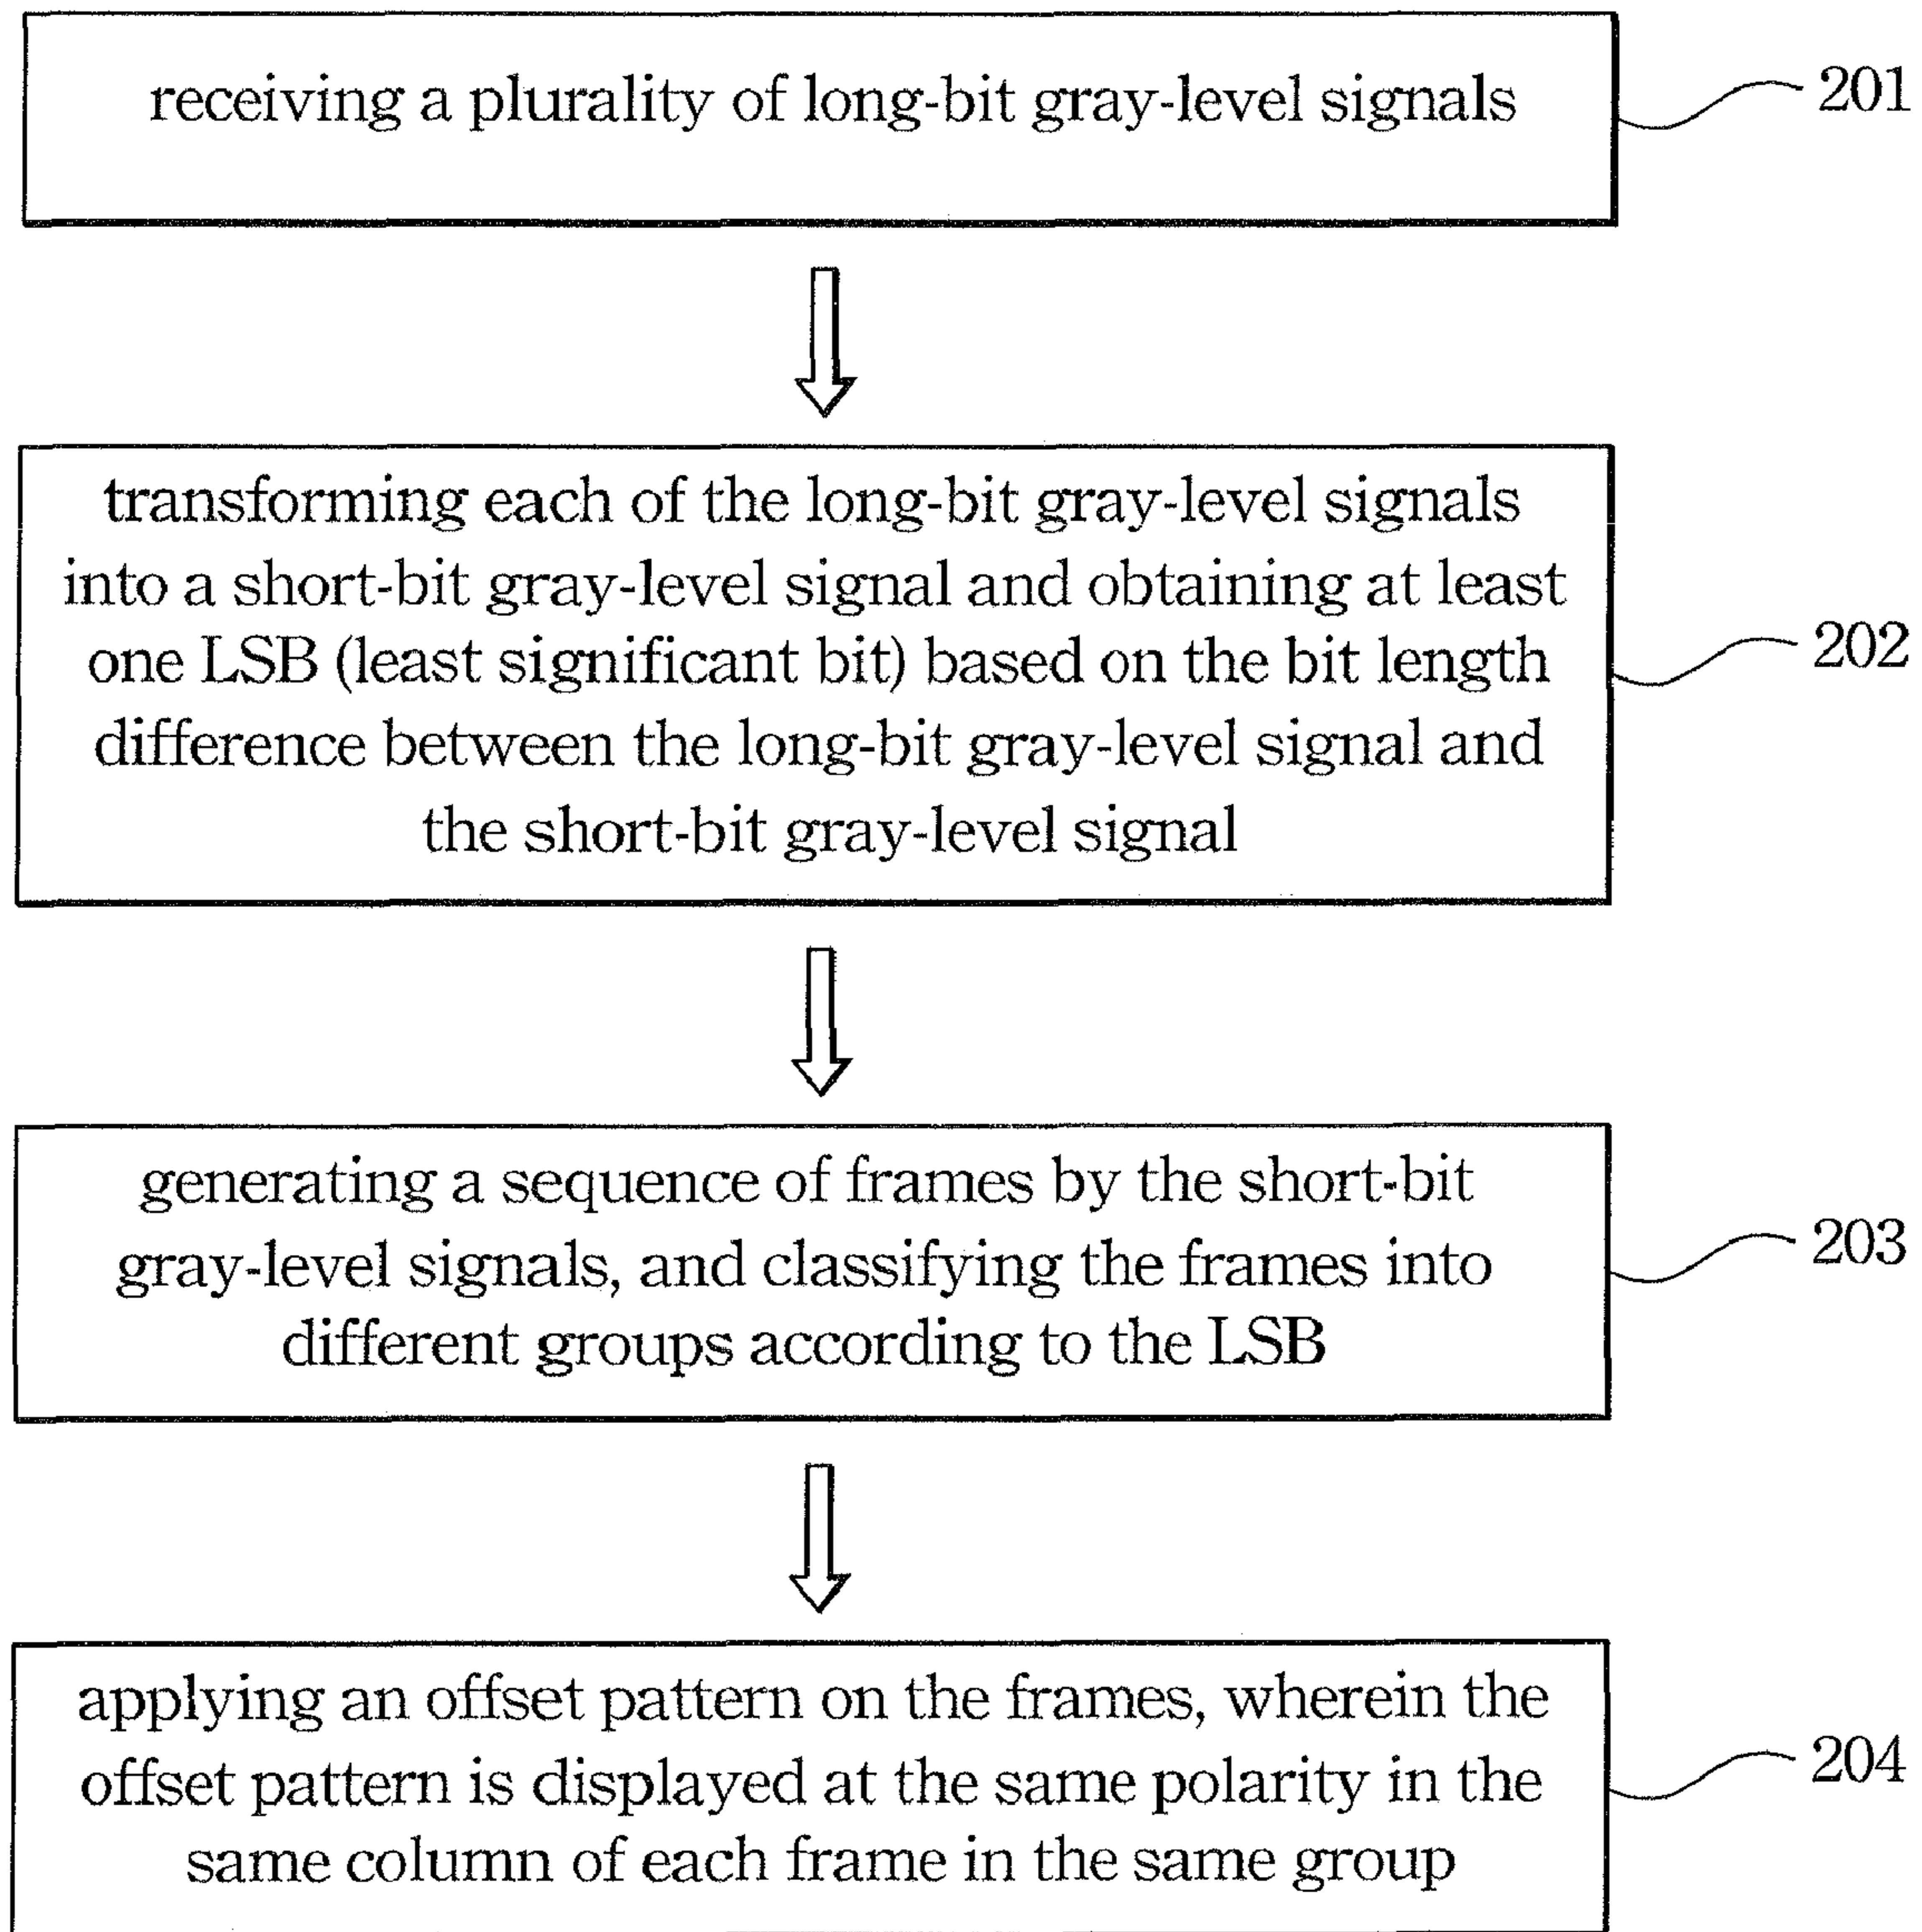 receiving a plurality of long-bit gray-level signals
201
transforming each of the long-bit gray-level signals
into a short-bit gray-level signal and obtaining at least
one LSB (least significant bit) based on the bit length
difference between the long-bit gray-level signal and
the short-bit gray-level signal
202
generating a sequence of frames by the short-bit
gray-level signals, and classifying the frames into
different groups according to the LSB
203
applying an offset pattern on the frames, wherein the
offset pattern is displayed at the same polarity in the
same column of each frame in the same group
204